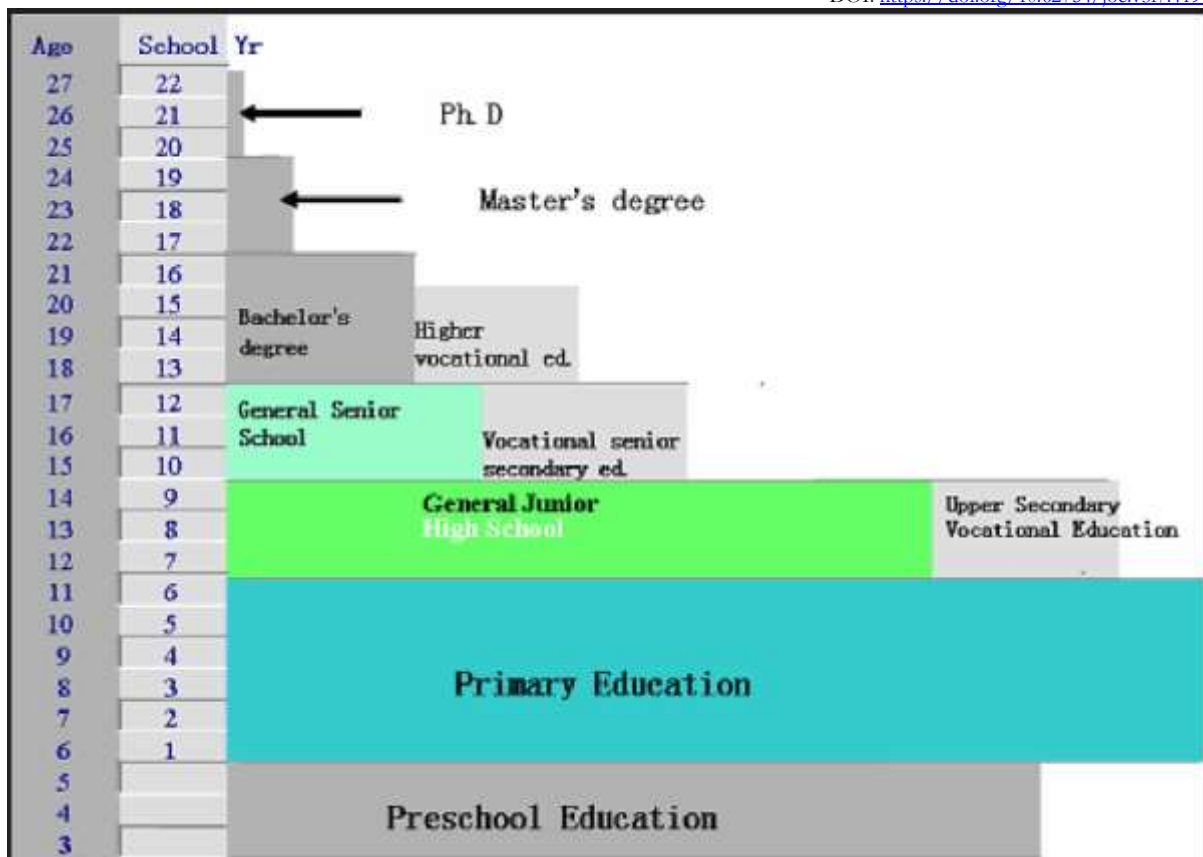 Age School Yr
27 22
26 21
25 20
24 19
23 18
22 17
21 16
20 15
19 14
18 13
17 12
16 11
15 10
14 9
13 8
12 7
11 6
10 5
9 4
8 3
7 2
6 1
5
4
3
Ph. D
Master's degree
Bachelor's
degree
Higher
vocational ed.
General Senior
School
Vocational senior
secondary ed.
General Junior
High School
Upper Secondary
Vocational Education
Primary Education
Preschool Education